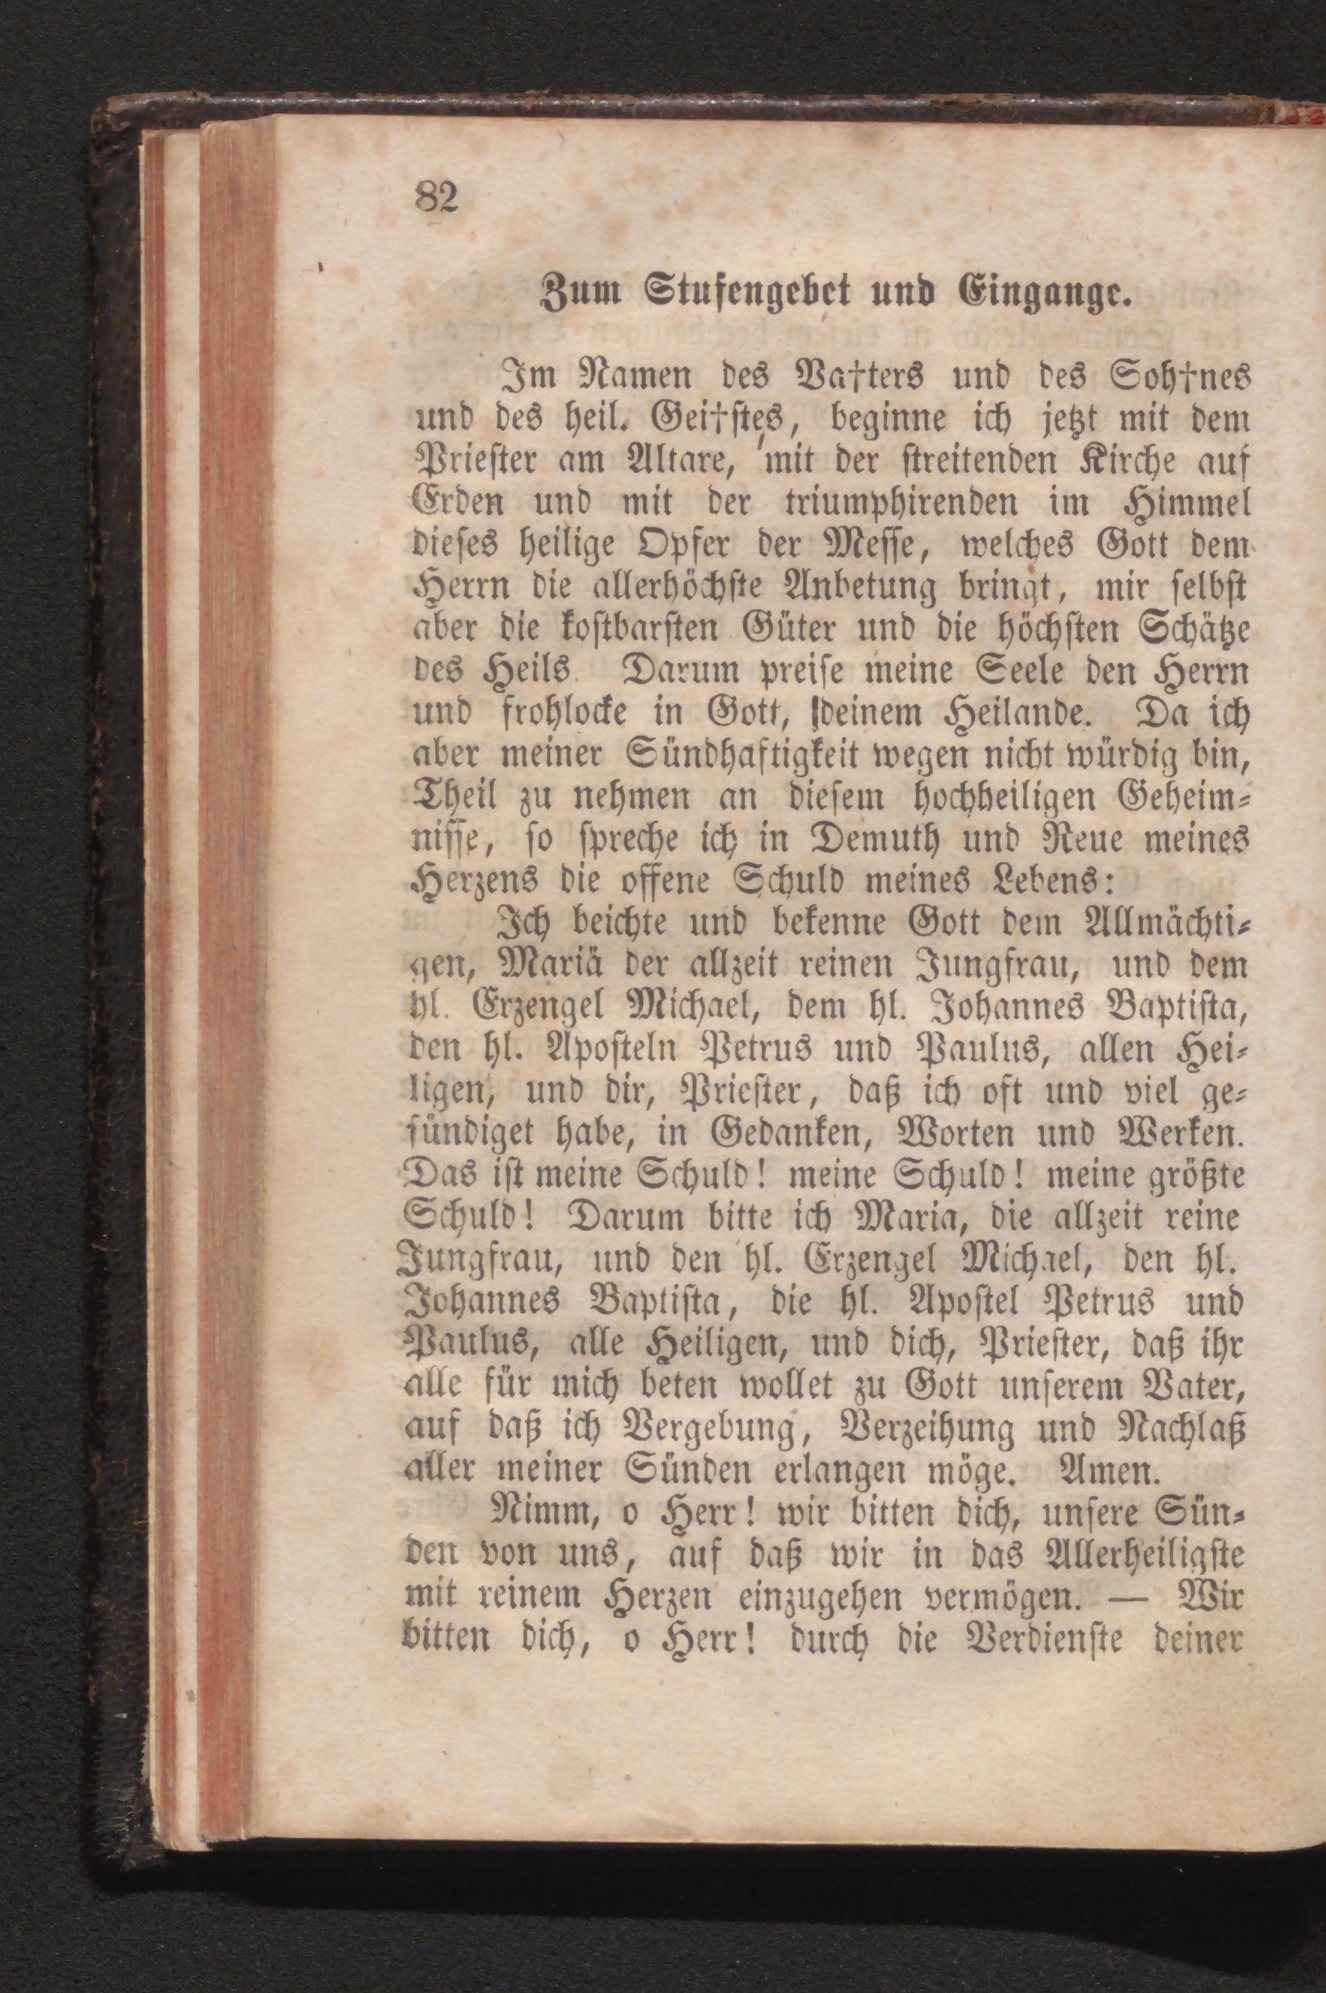 82
Zum Stufengebet und Eingange.
Im Namen des Va†ters und des Soh†nes
und des heil. Gei†stes, beginne ich jetzt mit dem
Priester am Altare, mit der streitenden Kirche auf
Erden und mit der triumphirenden im Himmel
dieses heilige Opfer der Messe, welches Gott dem
Herrn die allerhöchste Anbetung bringt, mir selbst
aber die kostbarsten Güter und die höchsten Schätze
des Heils. Darum preise meine Seele den Herrn
und frohlocke in Gott, deinem Heilande. Da ich
aber meiner Sündhaftigkeit wegen nicht würdig bin,
Theil zu nehmen an diesem hochheiligen Geheim-
nisse, so spreche ich in Demuth und Reue meines
Herzens die offene Schuld meines Lebens:
Ich beichte und bekenne Gott dem Allmächti-
gen, Mariä der allzeit reinen Jungfrau, und dem
hl. Erzengel Michael, dem hl. Johannes Baptista,
den hl. Aposteln Petrus und Paulus, allen Hei-
ligen, und dir, Priester, daß ich oft und viel ge-
sündiget habe, in Gedanken, Worten und Werken.
Das ist meine Schuld! meine Schuld! meine größte
Schuld! Darum bitte ich Maria, die allzeit reine
Jungfrau, und den hl. Erzengel Michael, den hl.
Johannes Baptista, die hl. Apostel Petrus und
Paulus, alle Heiligen, und dich, Priester, daß ihr
alle für mich beten wollet zu Gott unserem Vater,
auf daß ich Vergebung, Verzeihung und Nachlaß
aller meiner Sünden erlangen möge. Amen.
Nimm, o Herr! wir bitten dich, unsere Sün-
den von uns, auf daß wir in das Allerheiligste
mit reinem Herzen einzugehen vermögen. — Wir
bitten dich, o Herr! durch die Verdienste deiner